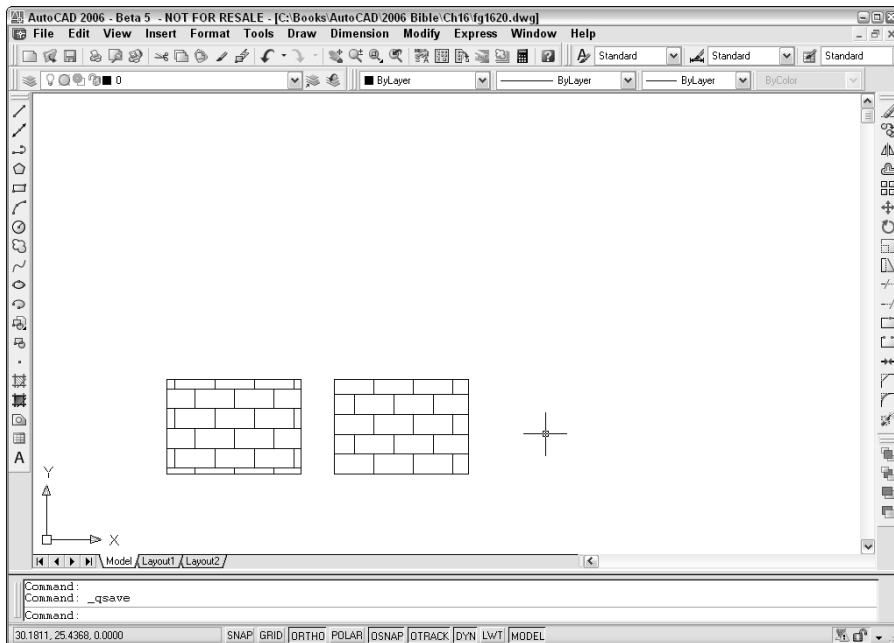 AutoCAD 2006 - Beta 5 - NOT FOR RESALE - [C:\Books\AutoCAD\2006 Bible\Ch16\fg1620.dwg]
File Edit View Insert Format Tools Draw Dimension Modify Express Window Help
Standard Standard Standard
0 ByLayer ByLayer ByLayer ByColor
A
Y
X
Model Layout1 Layout2
Command:
Command: _qsave
Command:
30.1811, 25.4368, 0.0000 SNAP GRID ORTHO POLAR OSNAP OTRACK DYN LWT MODEL